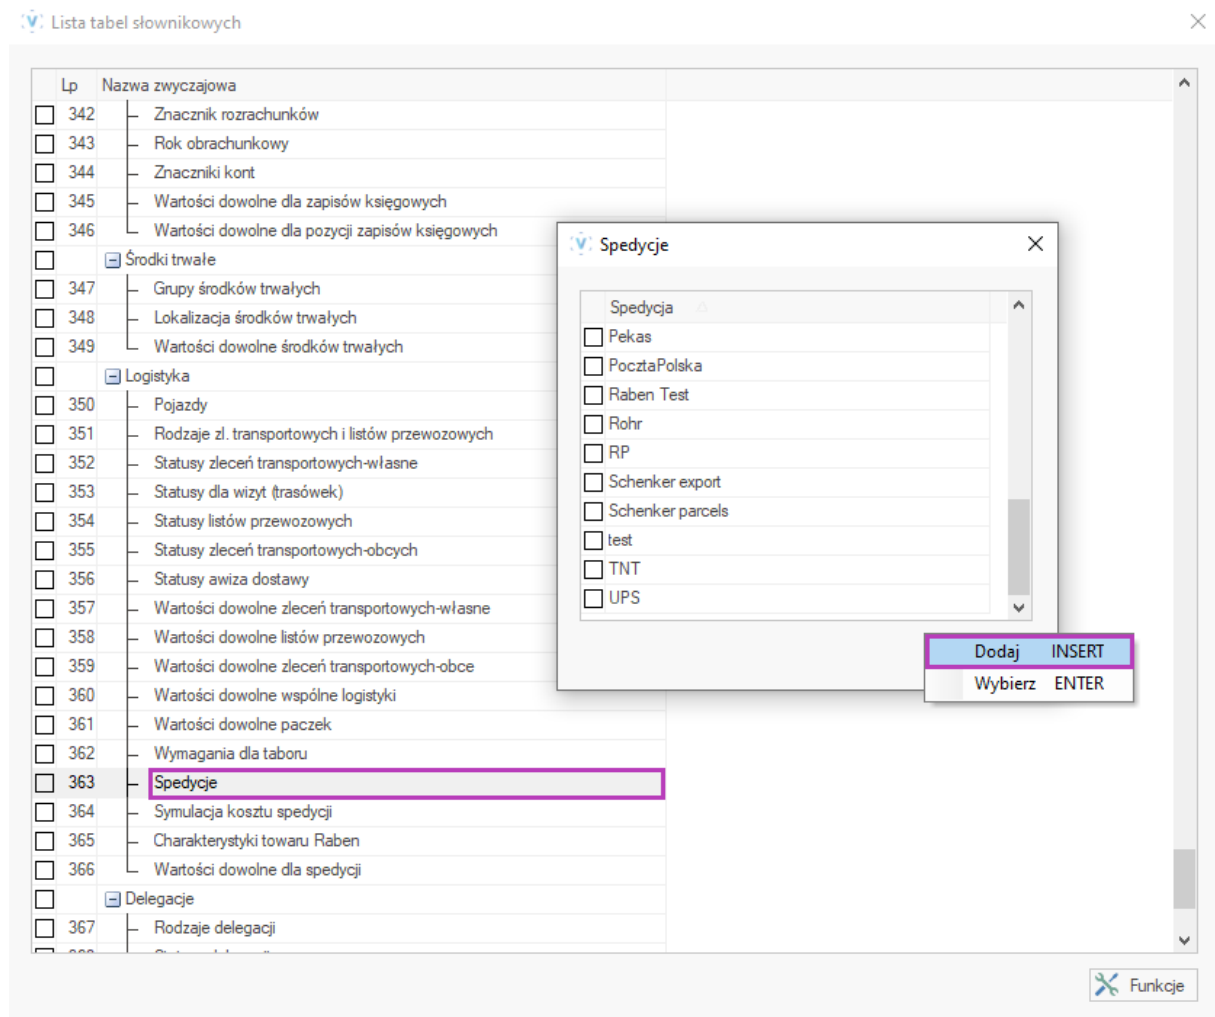 Lista tabel słownikowych
Lp Nazwa zwyczajowa
342 Znacznik rozrachunków
343 Rok obrachunkowy
344 Znaczniki kont
345 Wartości dowolne dla zapisów księgowych
346 Wartości dowolne dla pozycji zapisów księgowych
Środki trwałe
347 Grupy środków trwałych
348 Lokalizacja środków trwałych
349 Wartości dowolne środków trwałych
Logistyka
350 Pojazdy
351 Rodzaje zl. transportowych i listów przewozowych
352 Statusy zleceń transportowych-własne
353 Statusy dla wizyt (trasówek)
354 Statusy listów przewozowych
355 Statusy zleceń transportowych-obcych
356 Statusy awiza dostawy
357 Wartości dowolne zleceń transportowych-własne
358 Wartości dowolne listów przewozowych
359 Wartości dowolne zleceń transportowych-obce
360 Wartości dowolne wspólne logistyki
361 Wartości dowolne paczek
362 Wymagania dla taboru
363 Spedycje
364 Symulacja kosztu spedycji
365 Charakterystyki towaru Raben
366 Wartości dowolne dla spedycji
Delegacje
367 Rodzaje delegacji
Funkcje
Spedycje
Spedycja
Pekas
PocztaPolska
Raben Test
Rohr
RP
Schenker export
Schenker parcels
test
TNT
UPS
Dodaj INSERT
Wybierz ENTER